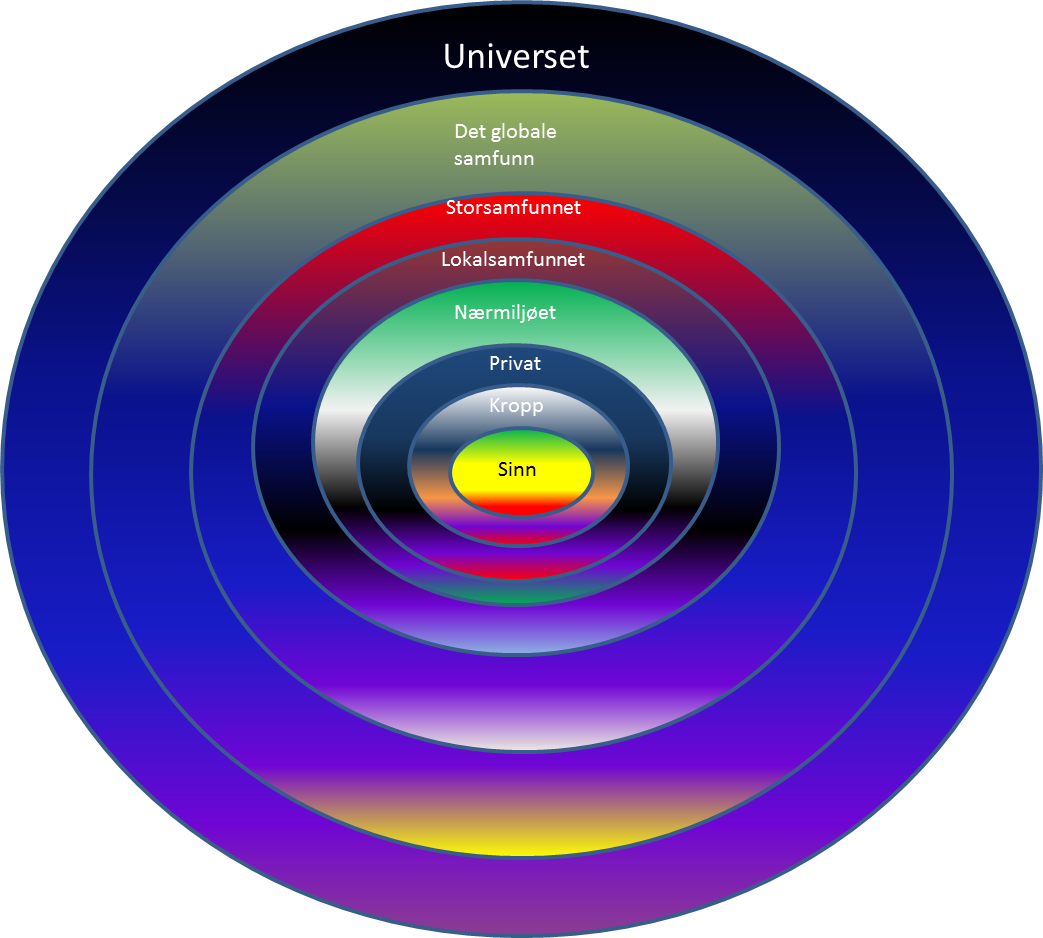 Universet
Det globale
samfunn
Storsamfunnet
Lokalsamfunnet
Nærmiljøet
Privat
Kropp
Sinn